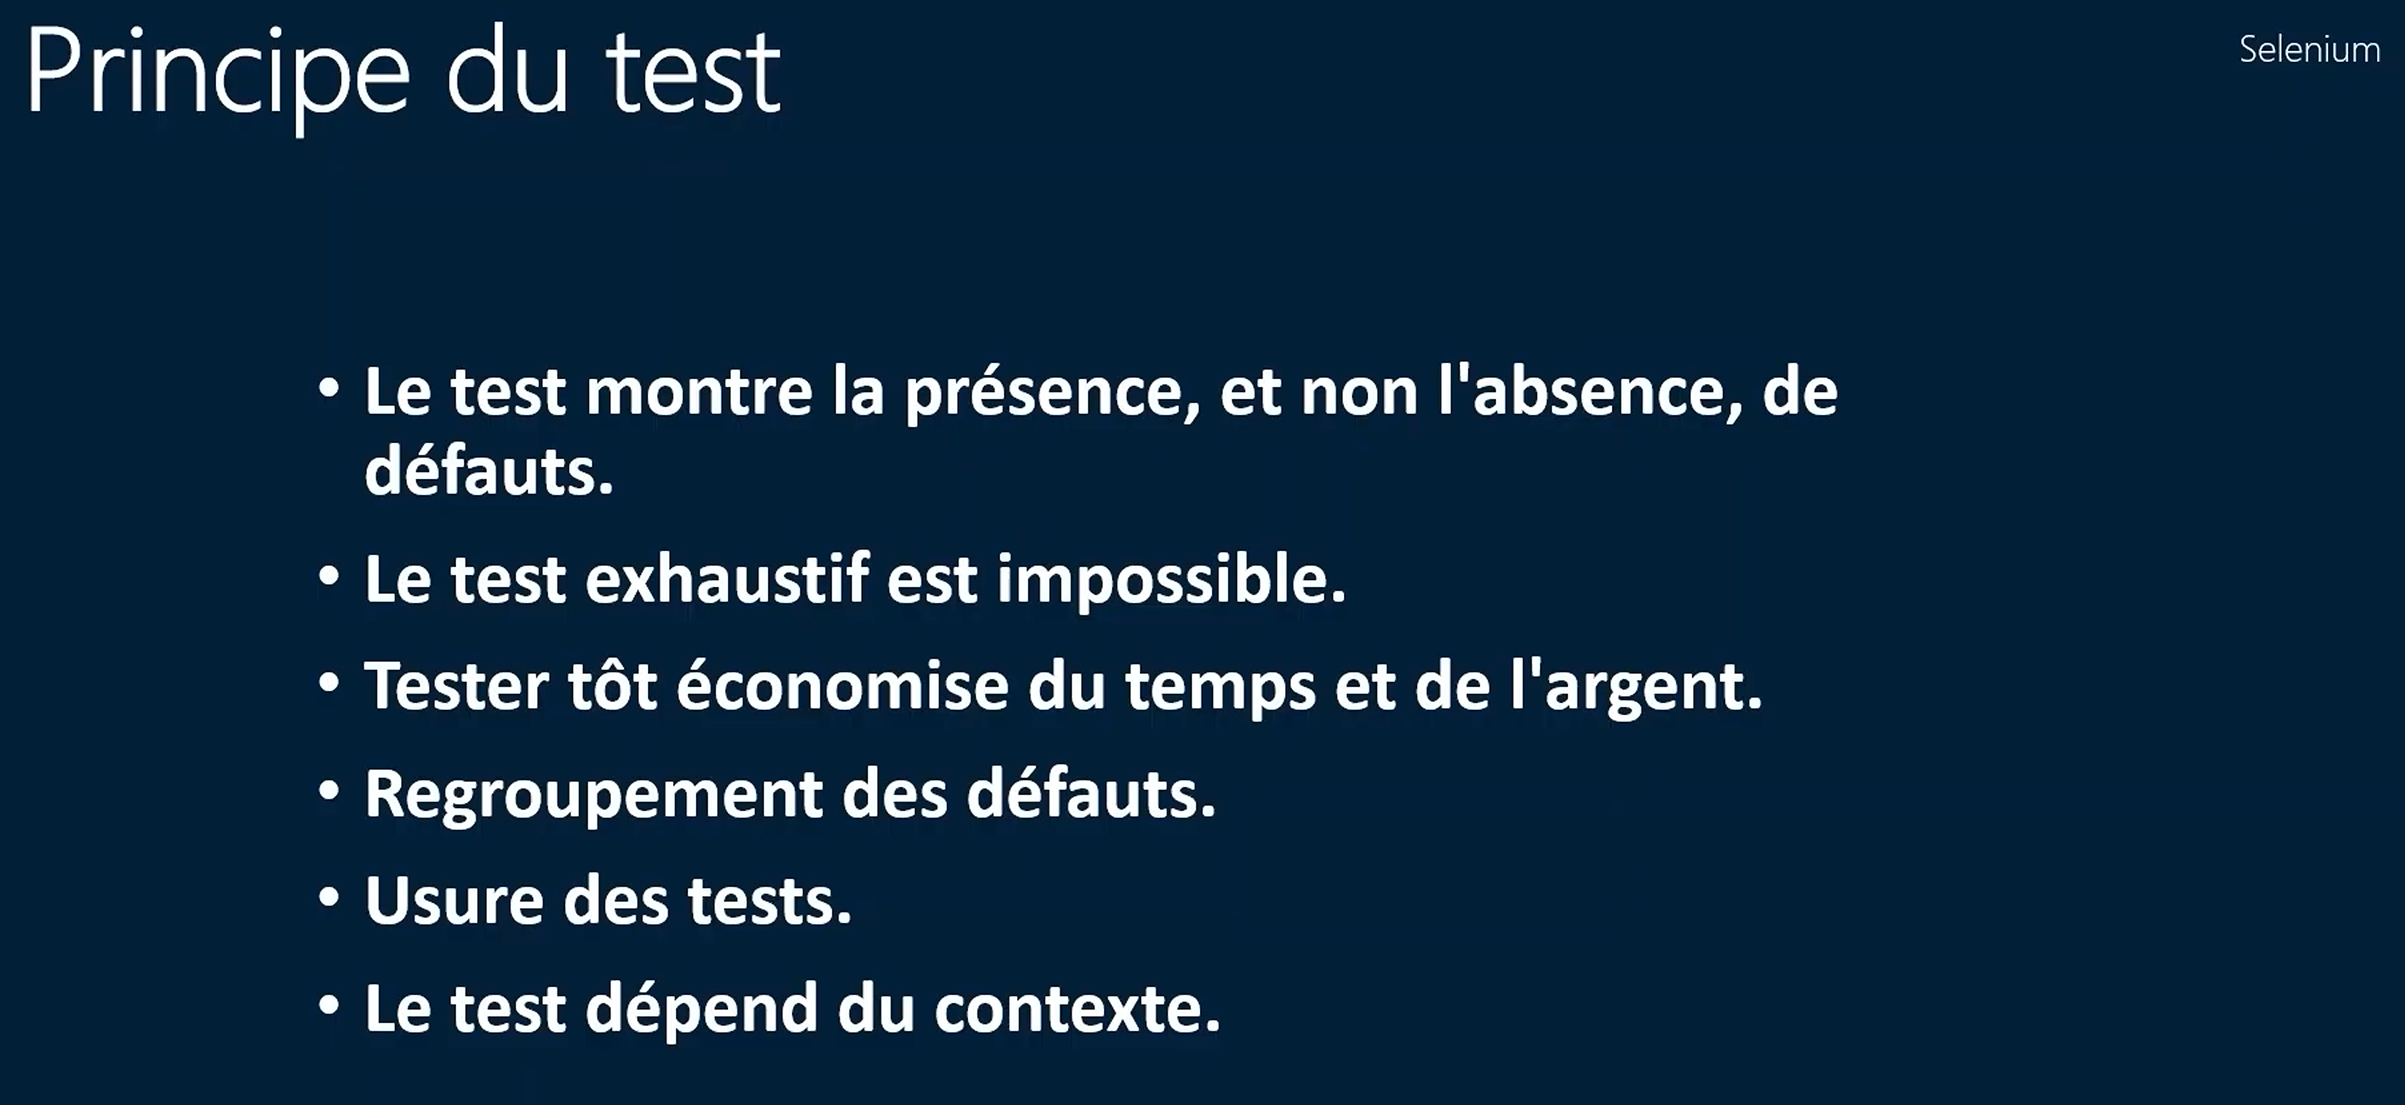 Principe du test
Selenium
• Le test montre la présence, et non l'absence, de
défauts.
• Le test exhaustif est impossible.
• Tester tôt économise du temps et de l'argent.
• Regroupement des défauts.
• Usure des tests.
• Le test dépend du contexte.